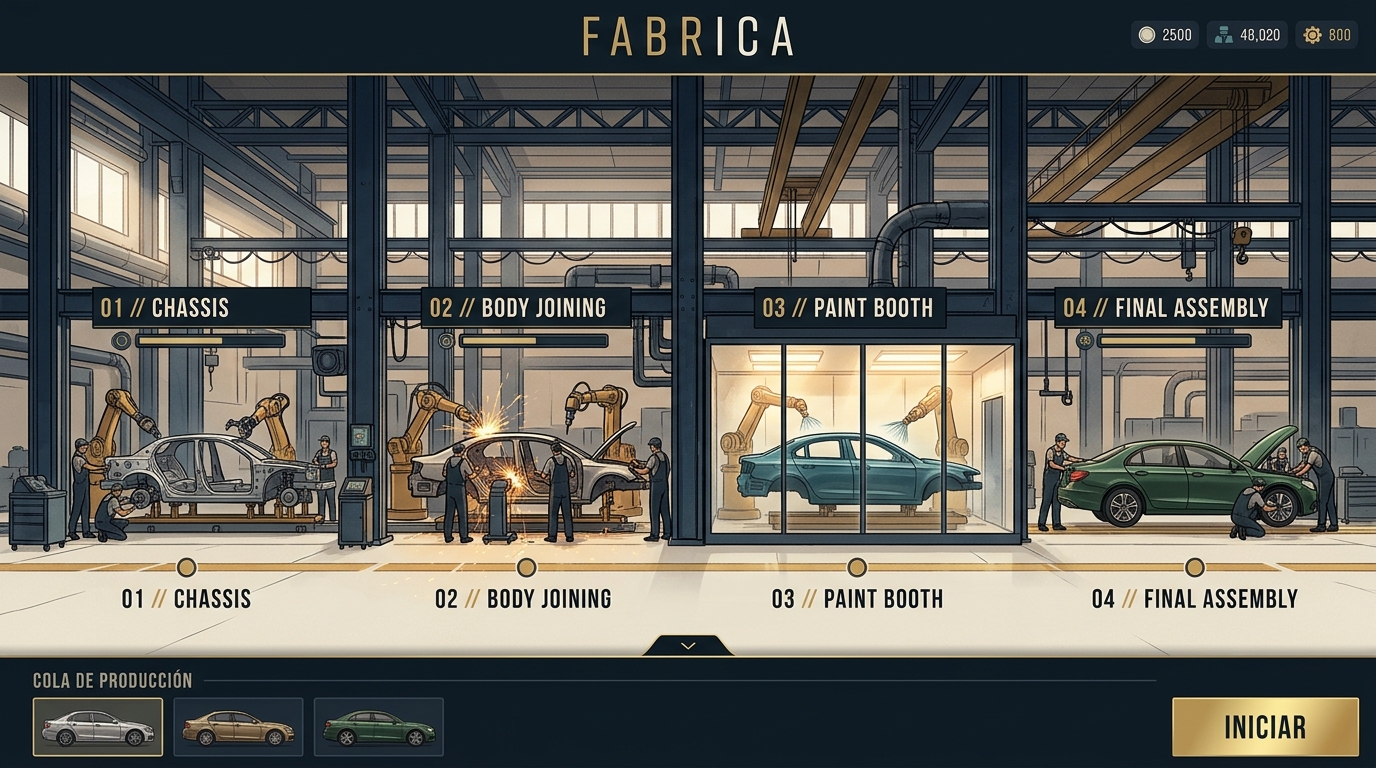 FABRICA
2500
48,020
800
01 // CHASSIS
02 // BODY JOINING
03 // PAINT BOOTH
04 // FINAL ASSEMBLY
01 // CHASSIS
02 // BODY JOINING
03 // PAINT BOOTH
04 // FINAL ASSEMBLY
COLA DE PRODUCCIÓN
INICIAR